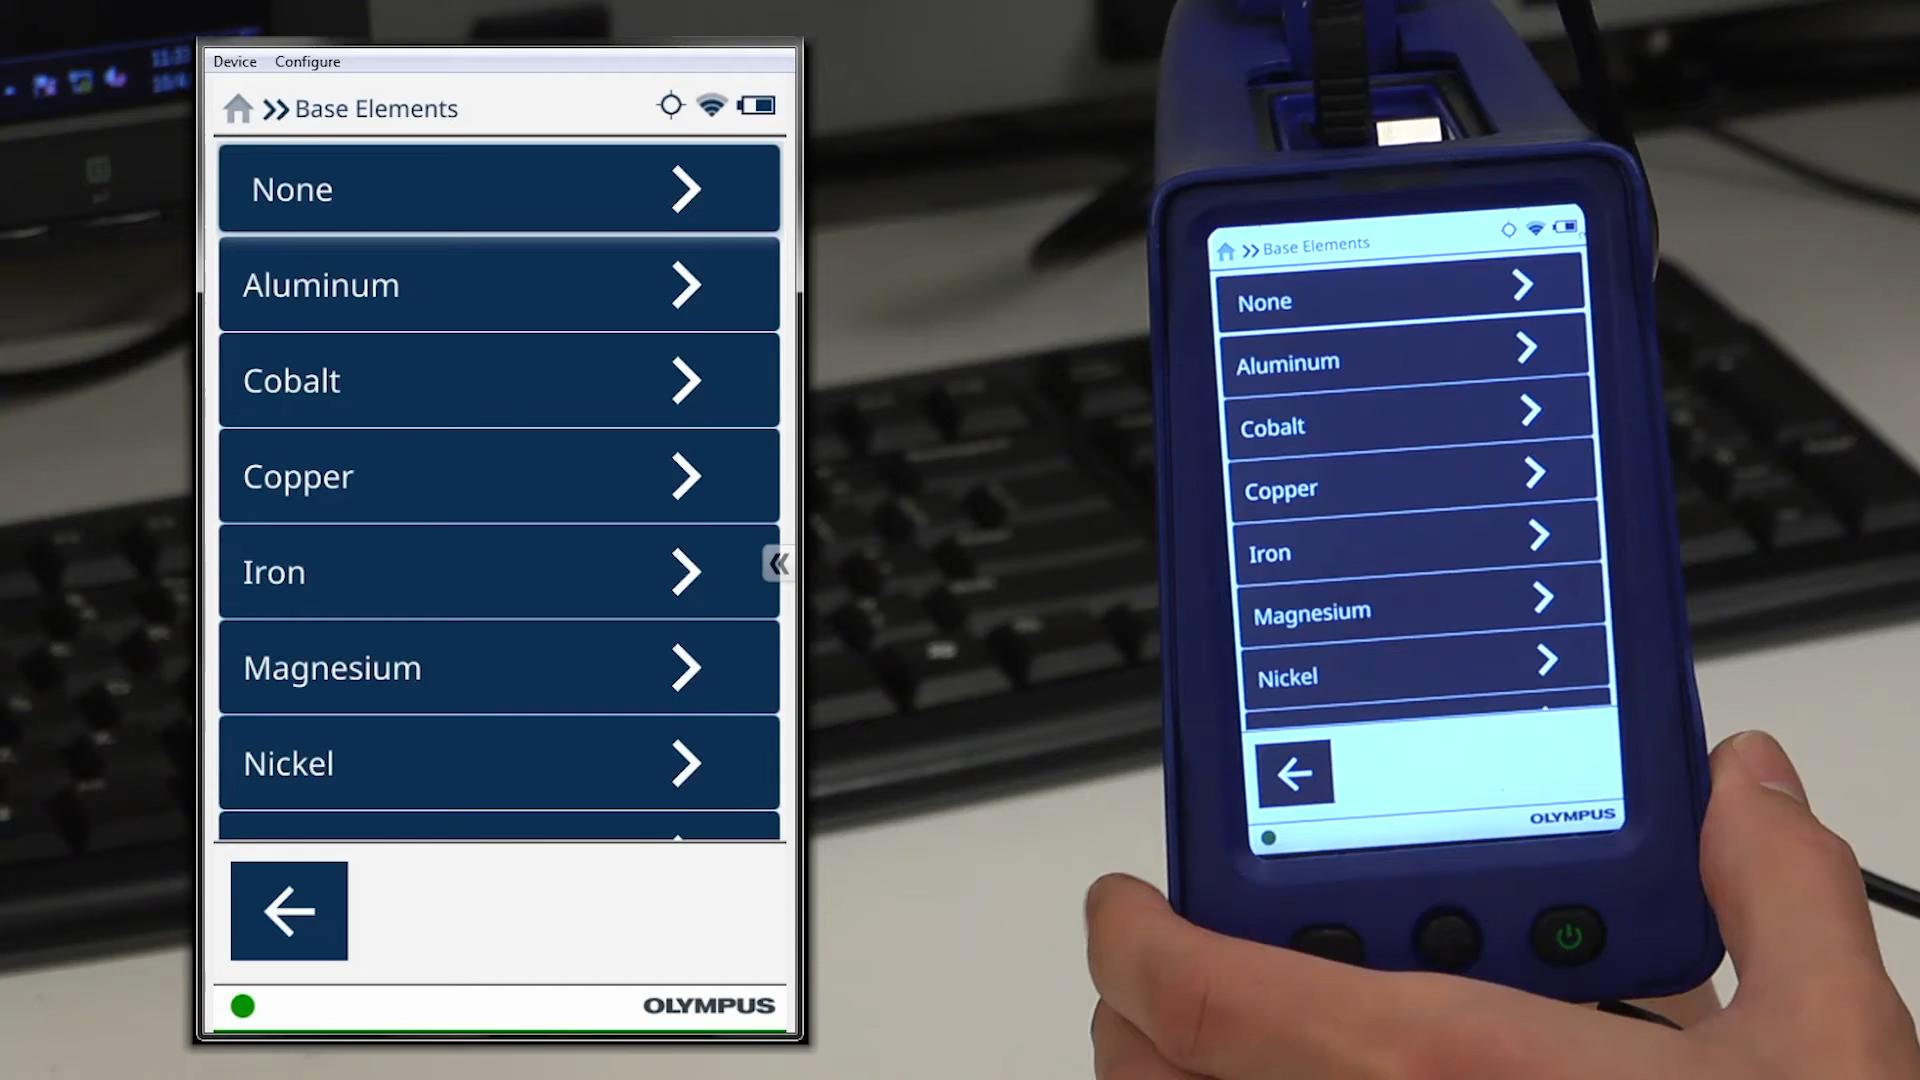 Device Configure
Base Elements
None
Aluminum
Cobalt
Copper
Iron
Magnesium
Nickel
OLYMPUS
Base Elements
None
Aluminum
Cobalt
Copper
Iron
Magnesium
Nickel
OLYMPUS